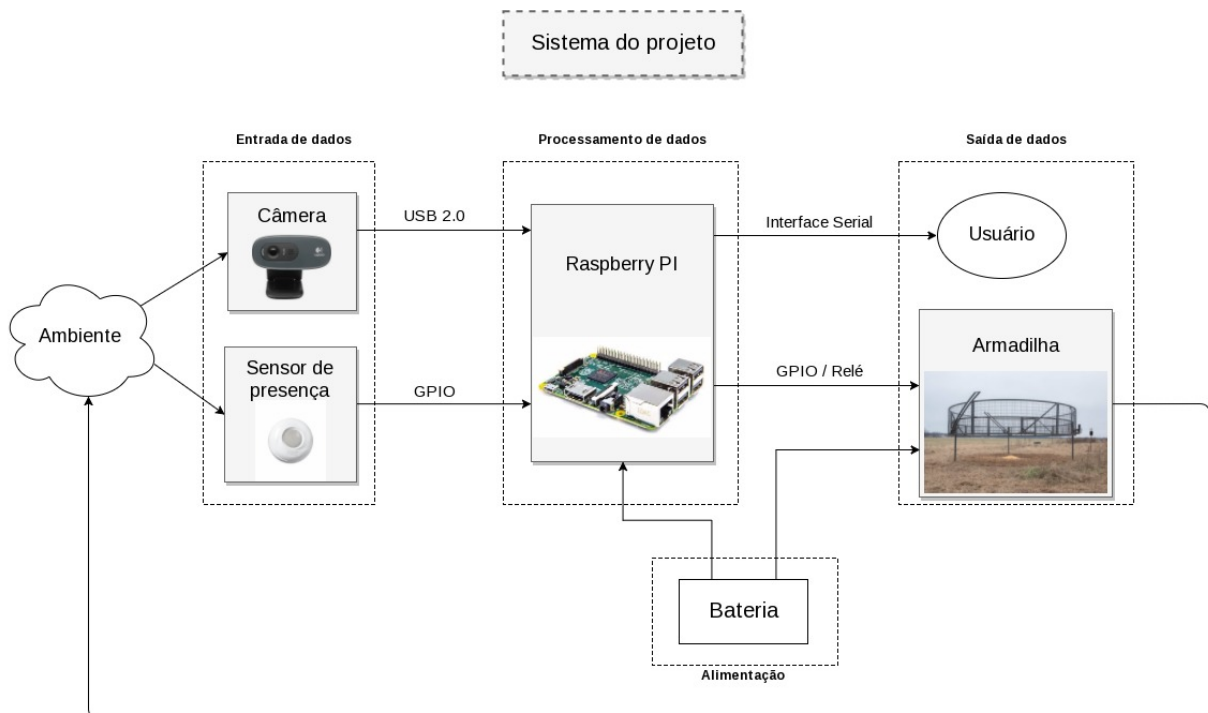 Sistema do projeto
Entrada de dados
Processamento de dados
Saída de dados
Câmera
USB 2.0
Raspberry PI
Interface Serial
Usuário
Ambiente
Sensor de
presença
GPIO
GPIO / Relé
Armadilha
Bateria
Alimentação